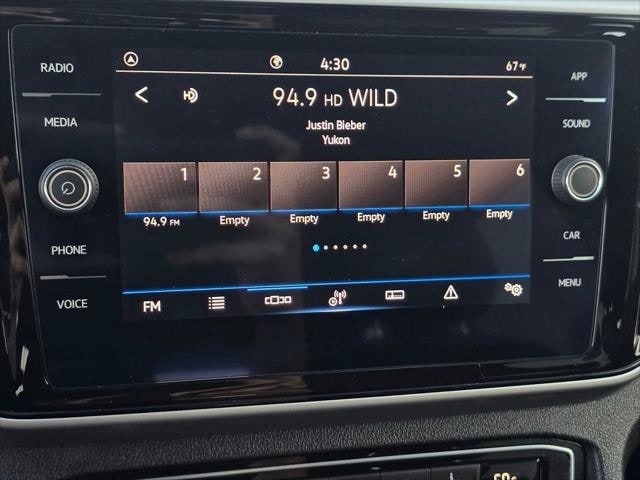 4:30
67°F
RADIO
MEDIA
PHONE
VOICE
94.9 HD WILD
Justin Bieber
Yukon
1 2 3 4 5 6
94.9 FM Empty Empty Empty Empty Empty
FM
APP
SOUND
CAR
MENU